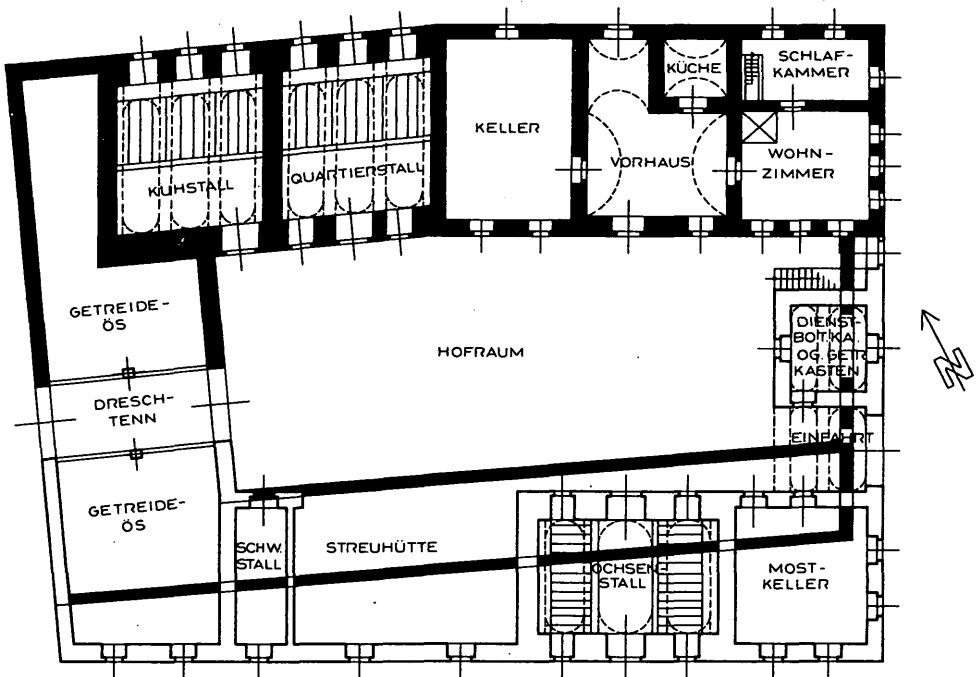 SCHLAF-
KAMMER
KÜCHE
KELLER
VORHAUS
WOHN-
ZIMMER
QUARTIERSTALL
KUHSTALL
GETREIDE-
ÖS
DIENST-
BOT.KA.
OG. GETR.
KASTEN
HOFRAUM
DRESCH-
TENN
EINFAHRT
GETREIDE-
ÖS
SCHW.
STALL
STREUHÜTTE
OCHSEN-
STALL
MOST-
KELLER
N